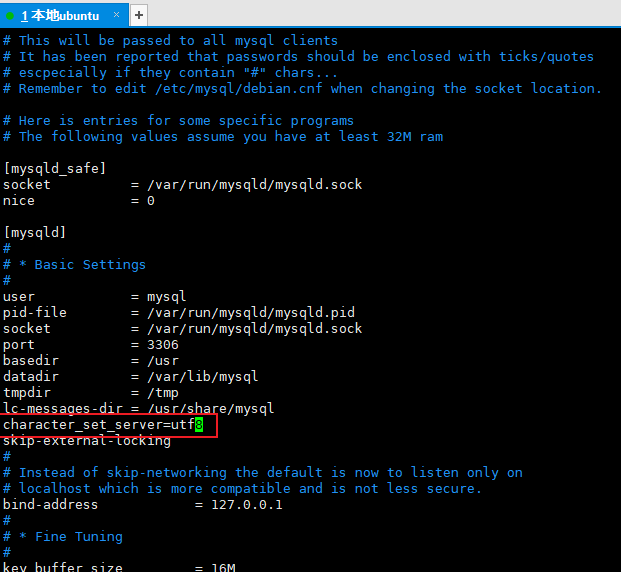 1 本地ubuntu × +
# This will be passed to all mysql clients
# It has been reported that passwords should be enclosed with ticks/quotes
# escpecially if they contain "#" chars...
# Remember to edit /etc/mysql/debian.cnf when changing the socket location.
# Here is entries for some specific programs
# The following values assume you have at least 32M ram
[mysqld_safe]
socket = /var/run/mysqld/mysqld.sock
nice = 0
[mysqld]
#
# * Basic Settings
#
user = mysql
pid-file = /var/run/mysqld/mysqld.pid
socket = /var/run/mysqld/mysqld.sock
port = 3306
basedir = /usr
datadir = /var/lib/mysql
tmpdir = /tmp
lc-messages-dir = /usr/share/mysql
character_set_server=utf8
skip-external-locking
#
# Instead of skip-networking the default is now to listen only on
# localhost which is more compatible and is not less secure.
bind-address = 127.0.0.1
#
# * Fine Tuning
#
key_buffer_size = 16M